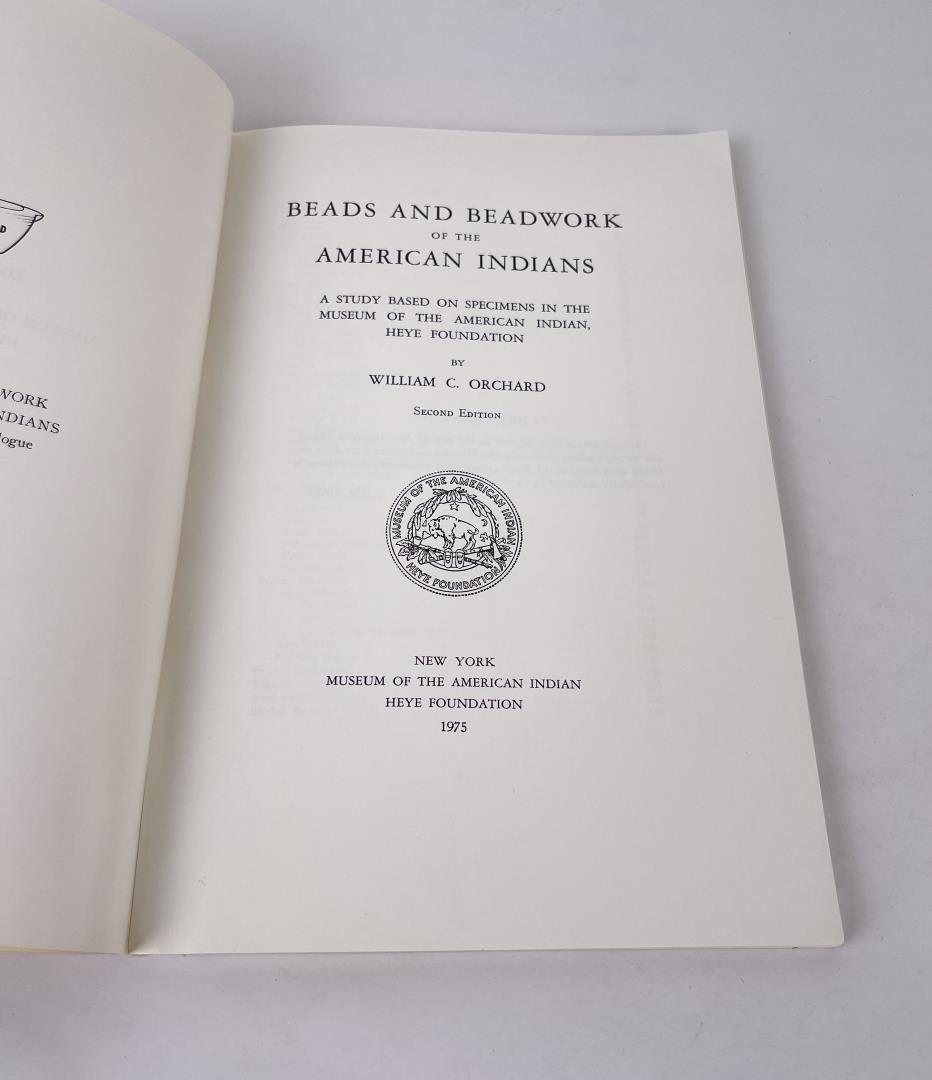 D
WORK
NDIANS
logue
BEADS AND BEADWORK
OF THE
AMERICAN INDIANS
A STUDY BASED ON SPECIMENS IN THE
MUSEUM OF THE AMERICAN INDIAN,
HEYE FOUNDATION
BY
WILLIAM C. ORCHARD
SECOND EDITION
MUSEUM OF THE AMERICAN INDIAN
HEYE FOUNDATION
NEW YORK
MUSEUM OF THE AMERICAN INDIAN
HEYE FOUNDATION
1975